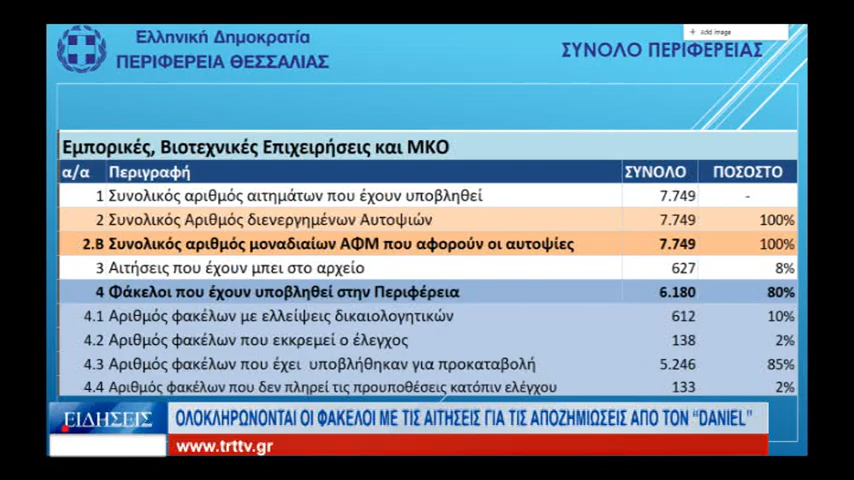 Ελληνική Δημοκρατία
ΠΕΡΙΦΕΡΕΙΑ ΘΕΣΣΑΛΙΑΣ
+ Add image
ΣΥΝΟΛΟ ΠΕΡΙΦΕΡΕΙΑΣ
Εμπορικές, Βιοτεχνικές Επιχειρήσεις και ΜΚΟ
α/α Περιγραφή ΣΥΝΟΛΟ ΠΟΣΟΣΤΟ
1 Συνολικός αριθμός αιτημάτων που έχουν υποβληθεί 7.749 -
2 Συνολικός Αριθμός διενεργημένων Αυτοψιών 7.749 100%
2.Β Συνολικός αριθμός μοναδιαίων ΑΦΜ που αφορούν οι αυτοψίες 7.749 100%
3 Αιτήσεις που έχουν μπει στο αρχείο 627 8%
4 Φάκελοι που έχουν υποβληθεί στην Περιφέρεια 6.180 80%
4.1 Αριθμός φακέλων με ελλείψεις δικαιολογητικών 612 10%
4.2 Αριθμός φακέλων που εκκρεμεί ο έλεγχος 138 2%
4.3 Αριθμός φακέλων που έχει υποβλήθηκαν για προκαταβολή 5.246 85%
4.4 Αριθμός φακέλων που δεν πληρεί τις προυποθέσεις κατόπιν ελέγχου 133 2%
ΕΙΔΗΣΕΙΣ ΟΛΟΚΛΗΡΩΝΟΝΤΑΙ ΟΙ ΦΑΚΕΛΟΙ ΜΕ ΤΙΣ ΑΙΤΗΣΕΙΣ ΓΙΑ ΤΙΣ ΑΠΟΖΗΜΙΩΣΕΙΣ ΑΠΟ ΤΟΝ "DANIEL"
www.trttv.gr